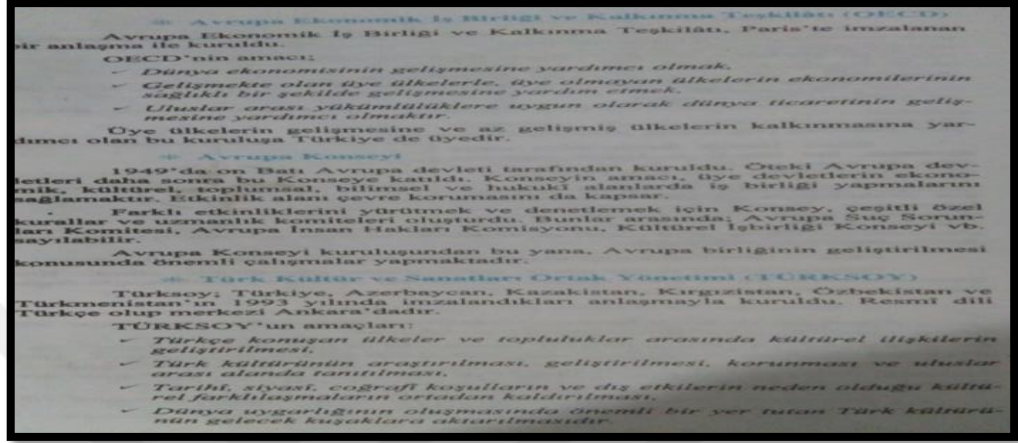 Avrupa Ekonomik İş Birliği ve Kalkınma Teşkilâtı (OECD)
Avrupa Ekonomik İş Birliği ve Kalkınma Teşkilâtı, Paris'te imzalanan
bir anlaşma ile kuruldu.
OECD'nin amacı;
Dünya ekonomisinin gelişmesine yardımcı olmak,
Gelişmekte olan üye ülkelerle, üye olmayan ülkelerin ekonomilerinin
sağlıklı bir şekilde gelişmesine yardım etmek,
Uluslar arası yükümlülüklere uygun olarak dünya ticaretinin geliş-
mesine yardımcı olmaktır.
Üye ülkelerin gelişmesine ve az gelişmiş ülkelerin kalkınmasına yar-
dımcı olan bu kuruluşa Türkiye de üyedir.
Avrupa Konseyi
1949'da on Batı Avrupa devleti tarafından kuruldu. Öteki Avrupa dev-
letleri daha sonra bu Konseye katıldı. Konseyin amacı, üye devletlerin ekono-
mik, kültürel, toplumsal, bilimsel ve hukukî alanlarda iş birliği yapmalarını
sağlamaktır. Etkinlik alanı çevre korumasını da kapsar.
Farklı etkinliklerini yürütmek ve denetlemek için Konsey, çeşitli özel
kurallar ve uzmanlık komiteleri oluşturdu. Bunlar arasında; Avrupa Suç Sorun-
ları Komitesi, Avrupa İnsan Hakları Komisyonu, Kültürel İşbirliği Konseyi vb.
sayılabilir.
Avrupa Konseyi kuruluşundan bu yana, Avrupa birliğinin geliştirilmesi
konusunda önemli çalışmalar yapmaktadır.
Türk Kültür ve Sanatları Ortak Yönetimi (TÜRKSOY)
Türksoy; Türkiye, Azerbaycan, Kazakistan, Kırgızistan, Özbekistan ve
Türkmenistan'ın 1993 yılında imzalandıkları anlaşmayla kuruldu. Resmî dili
Türkçe olup merkezi Ankara'dadır.
TÜRKSOY'un amaçları;
Türkçe konuşan ülkeler ve topluluklar arasında kültürel ilişkilerin
geliştirilmesi,
Türk kültürünün araştırılması, geliştirilmesi, korunması ve uluslar
arası alanda tanıtılması,
Tarihî, siyasî, coğrafî koşulların ve dış etkilerin neden olduğu kültü-
rel farklılaşmaların ortadan kaldırılması,
Dünya uygarlığının oluşmasında önemli bir yer tutan Türk kültürü-
nün gelecek kuşaklara aktarılmasıdır.